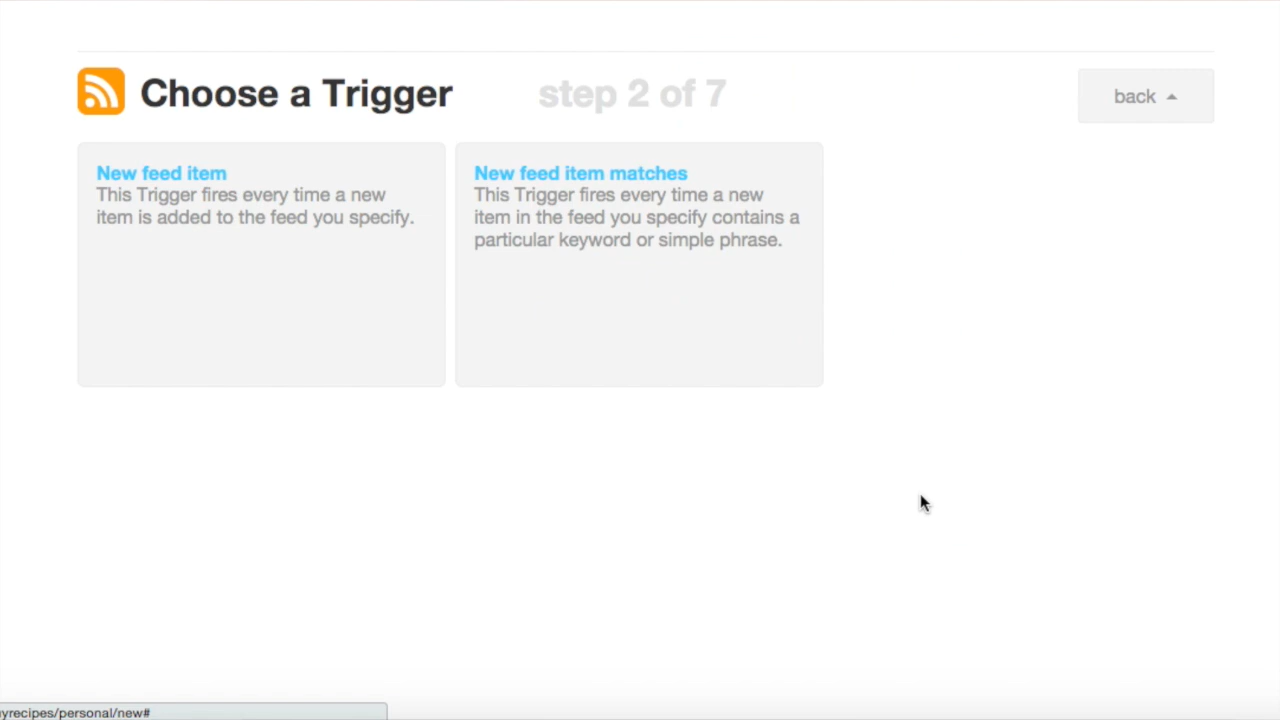 Choose a Trigger
step 2 of 7
back
New feed item
This Trigger fires every time a new
item is added to the feed you specify.
New feed item matches
This Trigger fires every time a new
item in the feed you specify contains a
particular keyword or simple phrase.
yrecipes/personal/new#